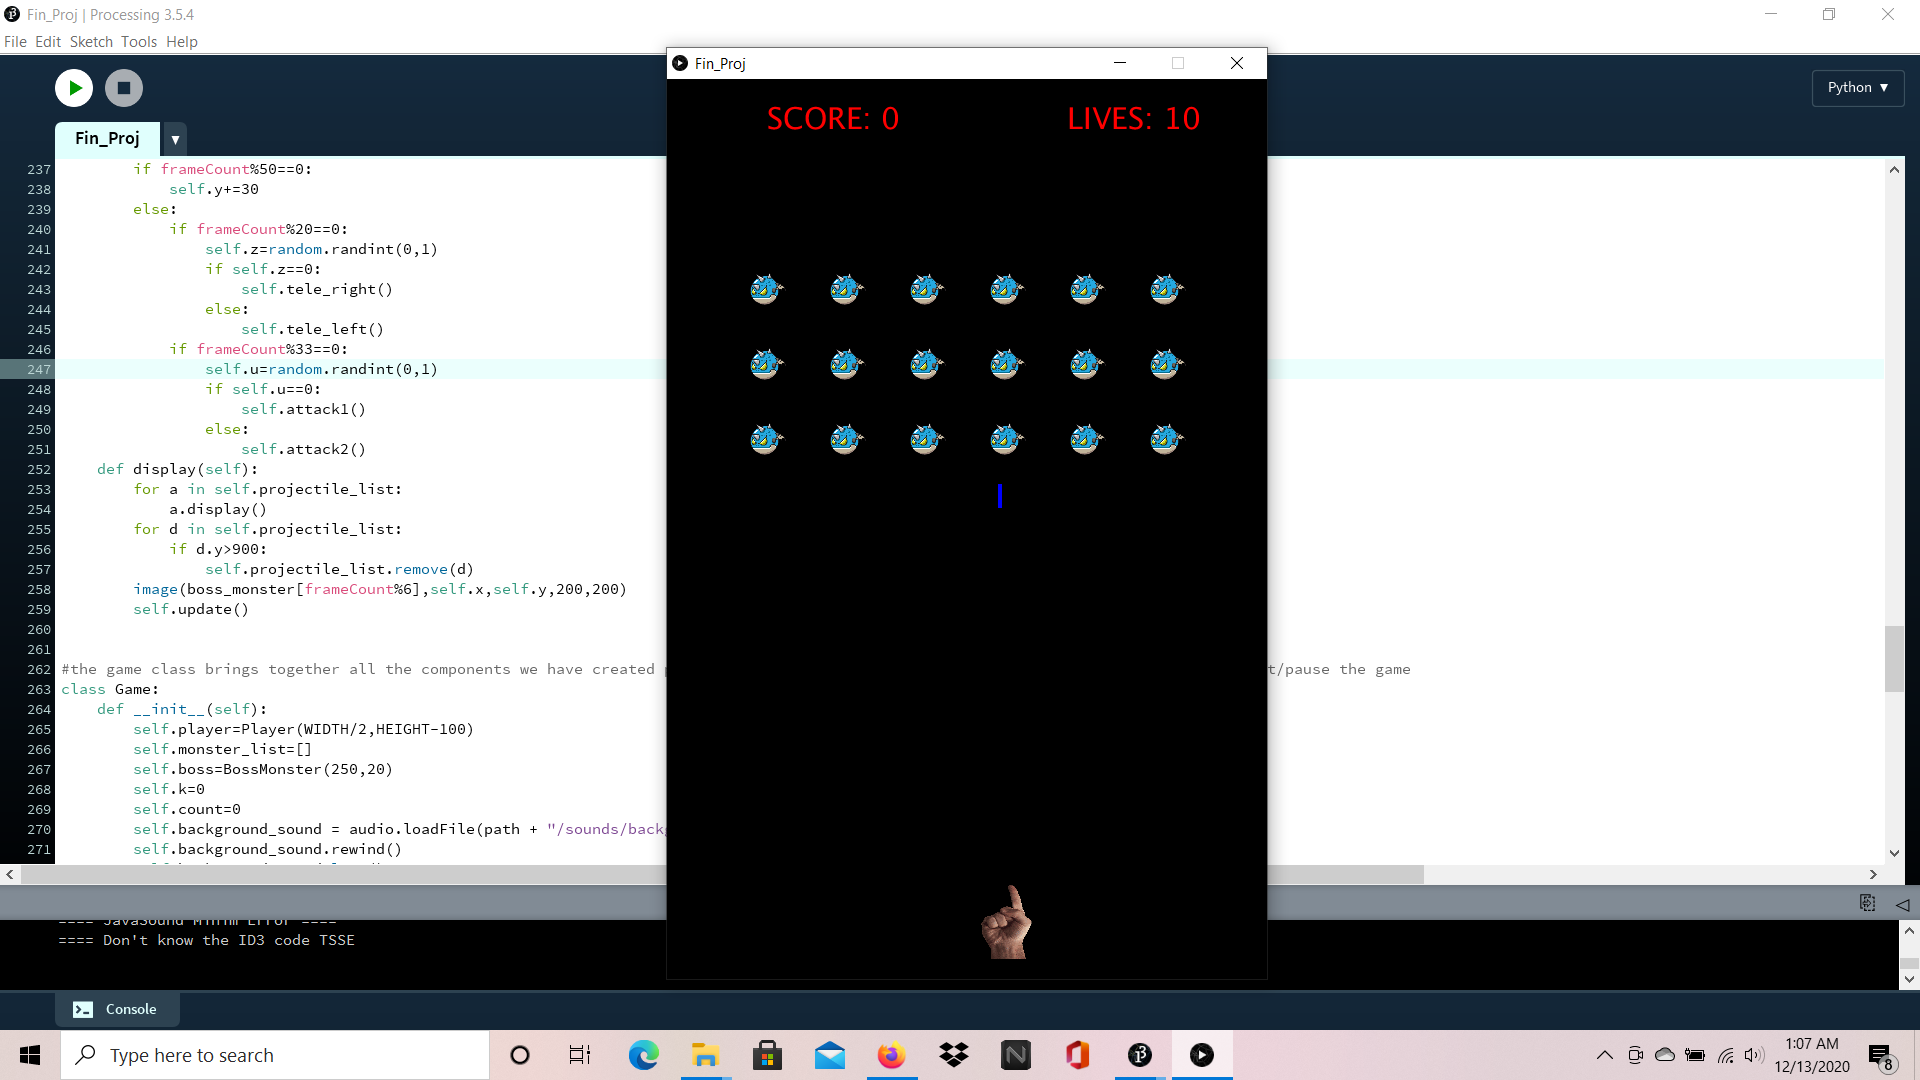 Fin_Proj | Processing 3.5.4
File Edit Sketch Tools Help
Python ▼
Fin_Proj ▼
237 if frameCount%50==0:
238 self.y+=30
239 else:
240 if frameCount%20==0:
241 self.z=random.randint(0,1)
242 if self.z==0:
243 self.tele_right()
244 else:
245 self.tele_left()
246 if frameCount%33==0:
247 self.u=random.randint(0,1)
248 if self.u==0:
249 self.attack1()
250 else:
251 self.attack2()
252 def display(self):
253 for a in self.projectile_list:
254 a.display()
255 for d in self.projectile_list:
256 if d.y>900:
257 self.projectile_list.remove(d)
258 image(boss_monster[frameCount%6],self.x,self.y,200,200)
259 self.update()
260
261
262 #the game class brings together all the components we have created t/pause the game
263 class Game:
264 def __init__(self):
265 self.player=Player(WIDTH/2,HEIGHT-100)
266 self.monster_list=[]
267 self.boss=BossMonster(250,20)
268 self.k=0
269 self.count=0
270 self.background_sound = audio.loadFile(path + "/sounds/back
271 self.background_sound.rewind()
==== JavaSound Minim Error ====
==== Don't know the ID3 code TSSE
Console
Fin_Proj
SCORE: 0 LIVES: 10
Type here to search
1:07 AM
12/13/2020
8